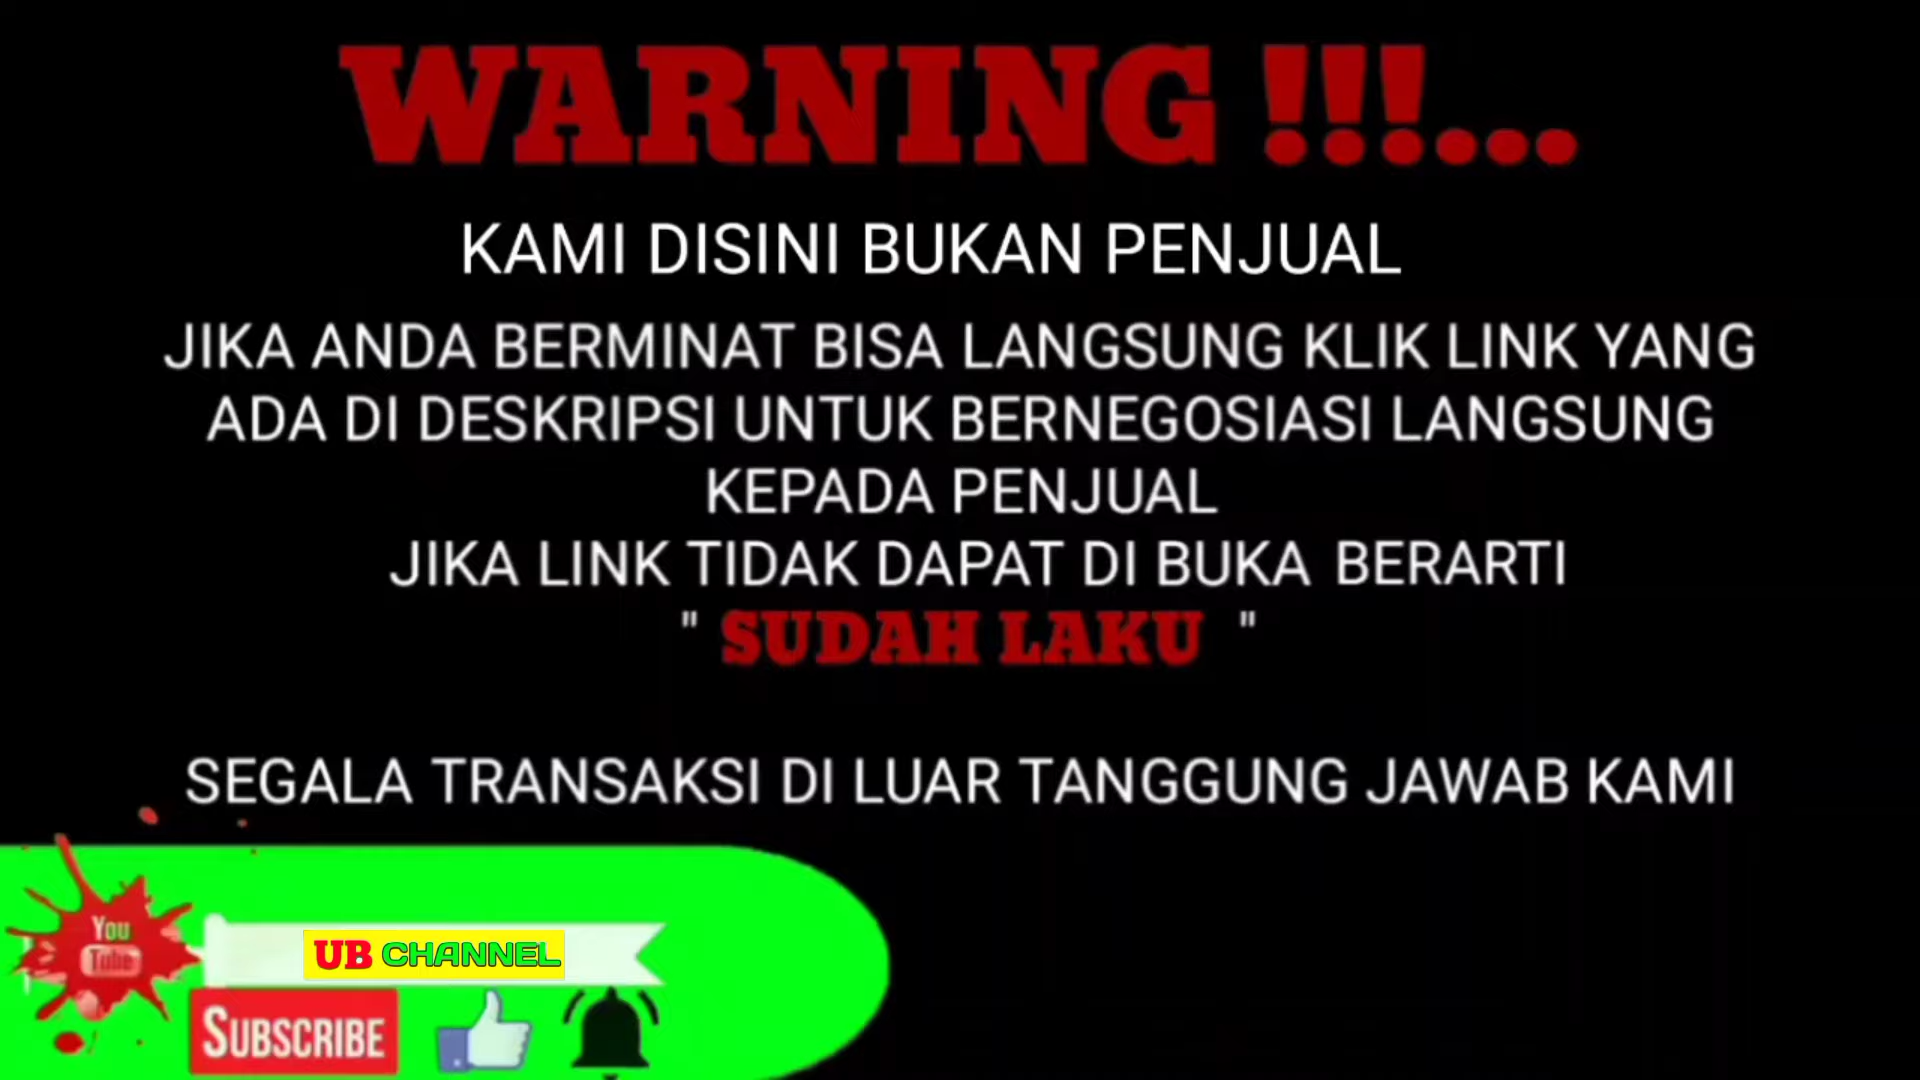 WARNING !!!...
KAMI DISINI BUKAN PENJUAL
JIKA ANDA BERMINAT BISA LANGSUNG KLIK LINK YANG
ADA DI DESKRIPSI UNTUK BERNEGOSIASI LANGSUNG
KEPADA PENJUAL
JIKA LINK TIDAK DAPAT DI BUKA BERARTI
" SUDAH LAKU "
SEGALA TRANSAKSI DI LUAR TANGGUNG JAWAB KAMI
You
Tube
UB CHANNEL
SUBSCRIBE